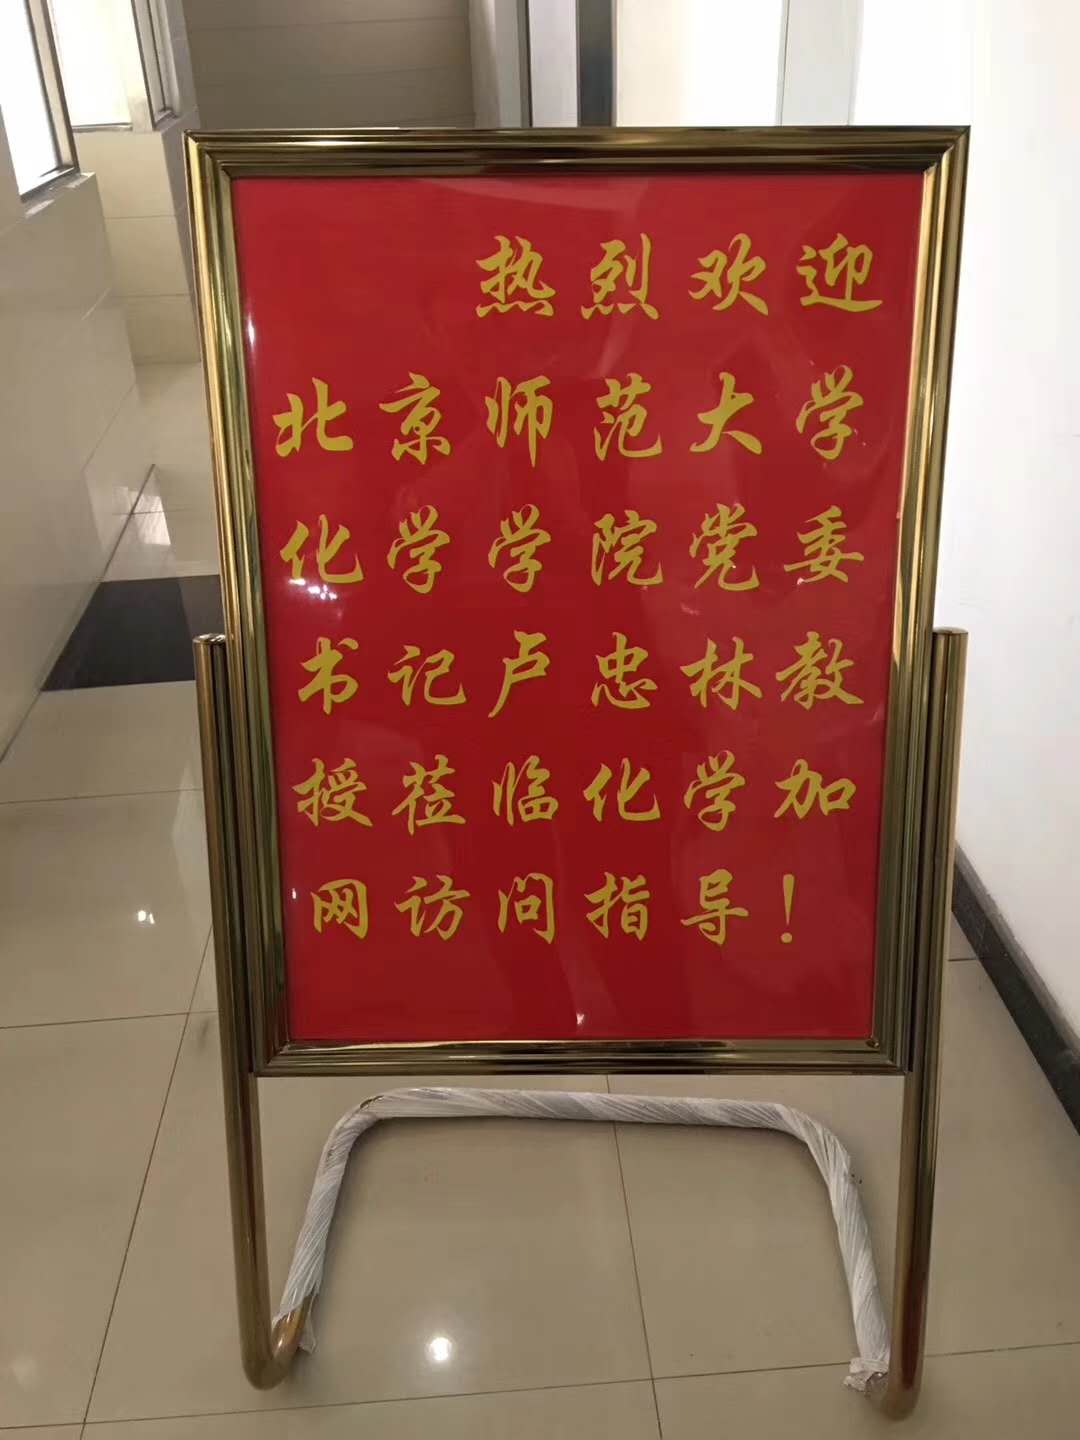 热烈欢迎
北京师范大学
化学学院党委
书记卢忠林教
授莅临化学加
网访问指导！